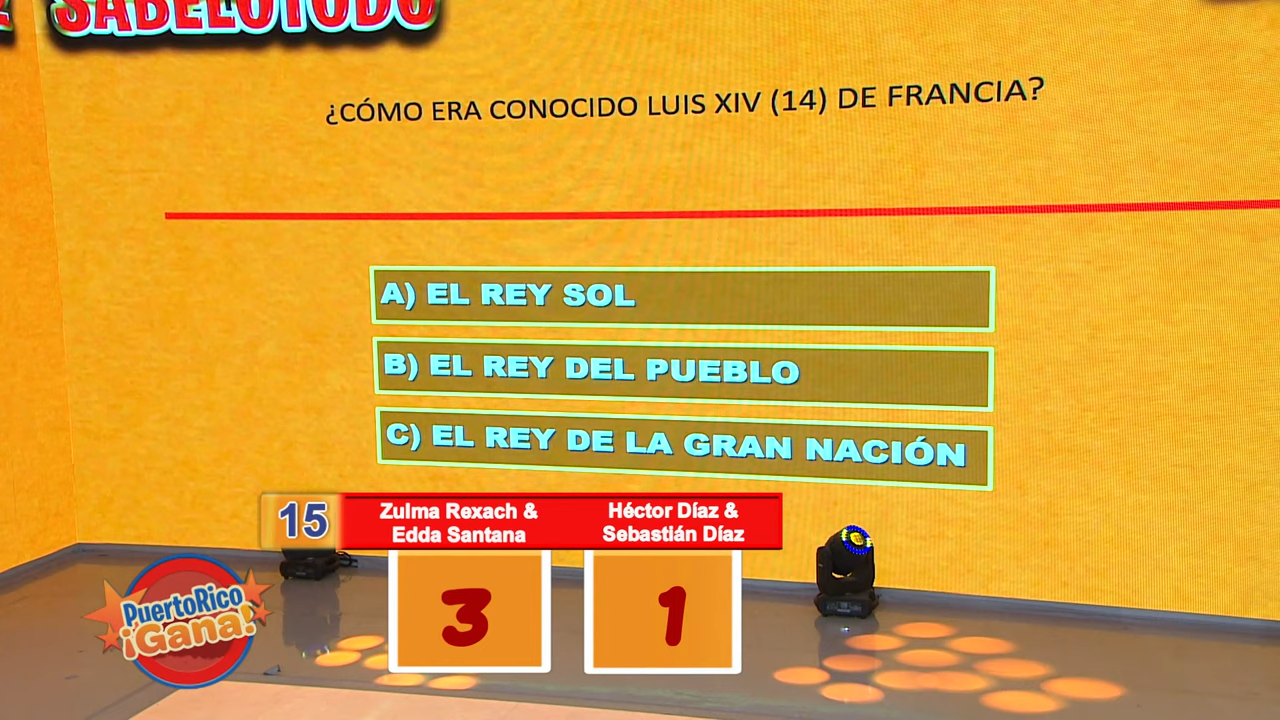 SABELOTODO
¿CÓMO ERA CONOCIDO LUIS XIV (14) DE FRANCIA?
A) EL REY SOL
B) EL REY DEL PUEBLO
C) EL REY DE LA GRAN NACIÓN
15
Zulma Rexach &
Edda Santana
Héctor Díaz &
Sebastián Díaz
3
1
PuertoRico
¡Gana!